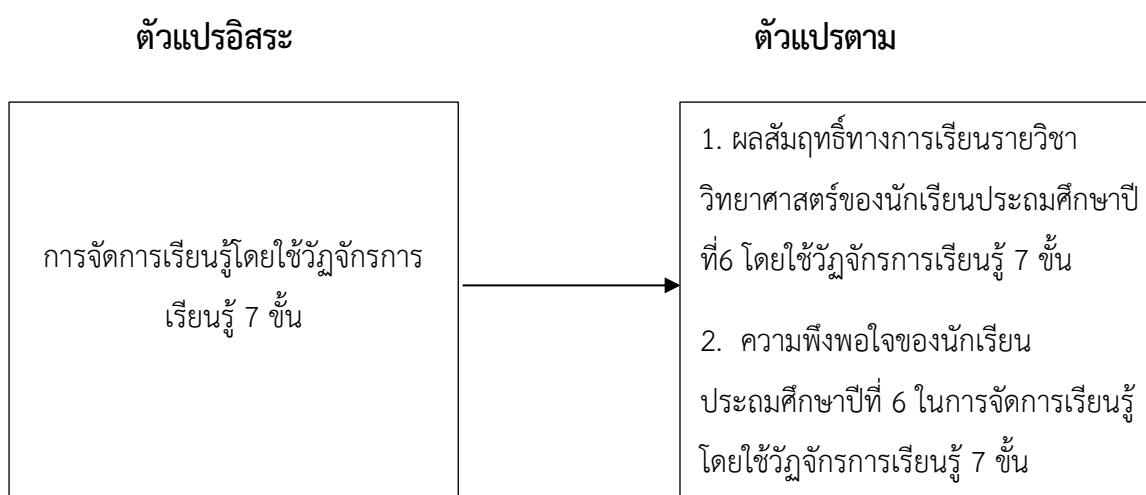 ตัวแปรอิสระ
ตัวแปรตาม
การจัดการเรียนรู้โดยใช้วัฏจักรการ
เรียนรู้ 7 ขั้น
1. ผลสัมฤทธิ์ทางการเรียนรายวิชา
วิทยาศาสตร์ของนักเรียนประถมศึกษาปี
ที่6 โดยใช้วัฏจักรการเรียนรู้ 7 ขั้น
2. ความพึงพอใจของนักเรียน
ประถมศึกษาปีที่ 6 ในการจัดการเรียนรู้
โดยใช้วัฏจักรการเรียนรู้ 7 ขั้น